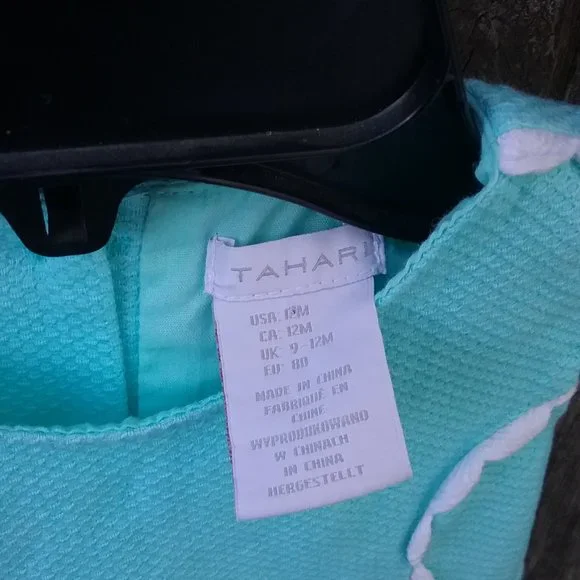 TAHARI
USA: 12M
CA: 12M
UK: 9-12M
EU: 80
MADE IN CHINA
FABRIQUÉ EN
CHINE
WYPRODUKOWANO
W CHINACH
IN CHINA
HERGESTELLT